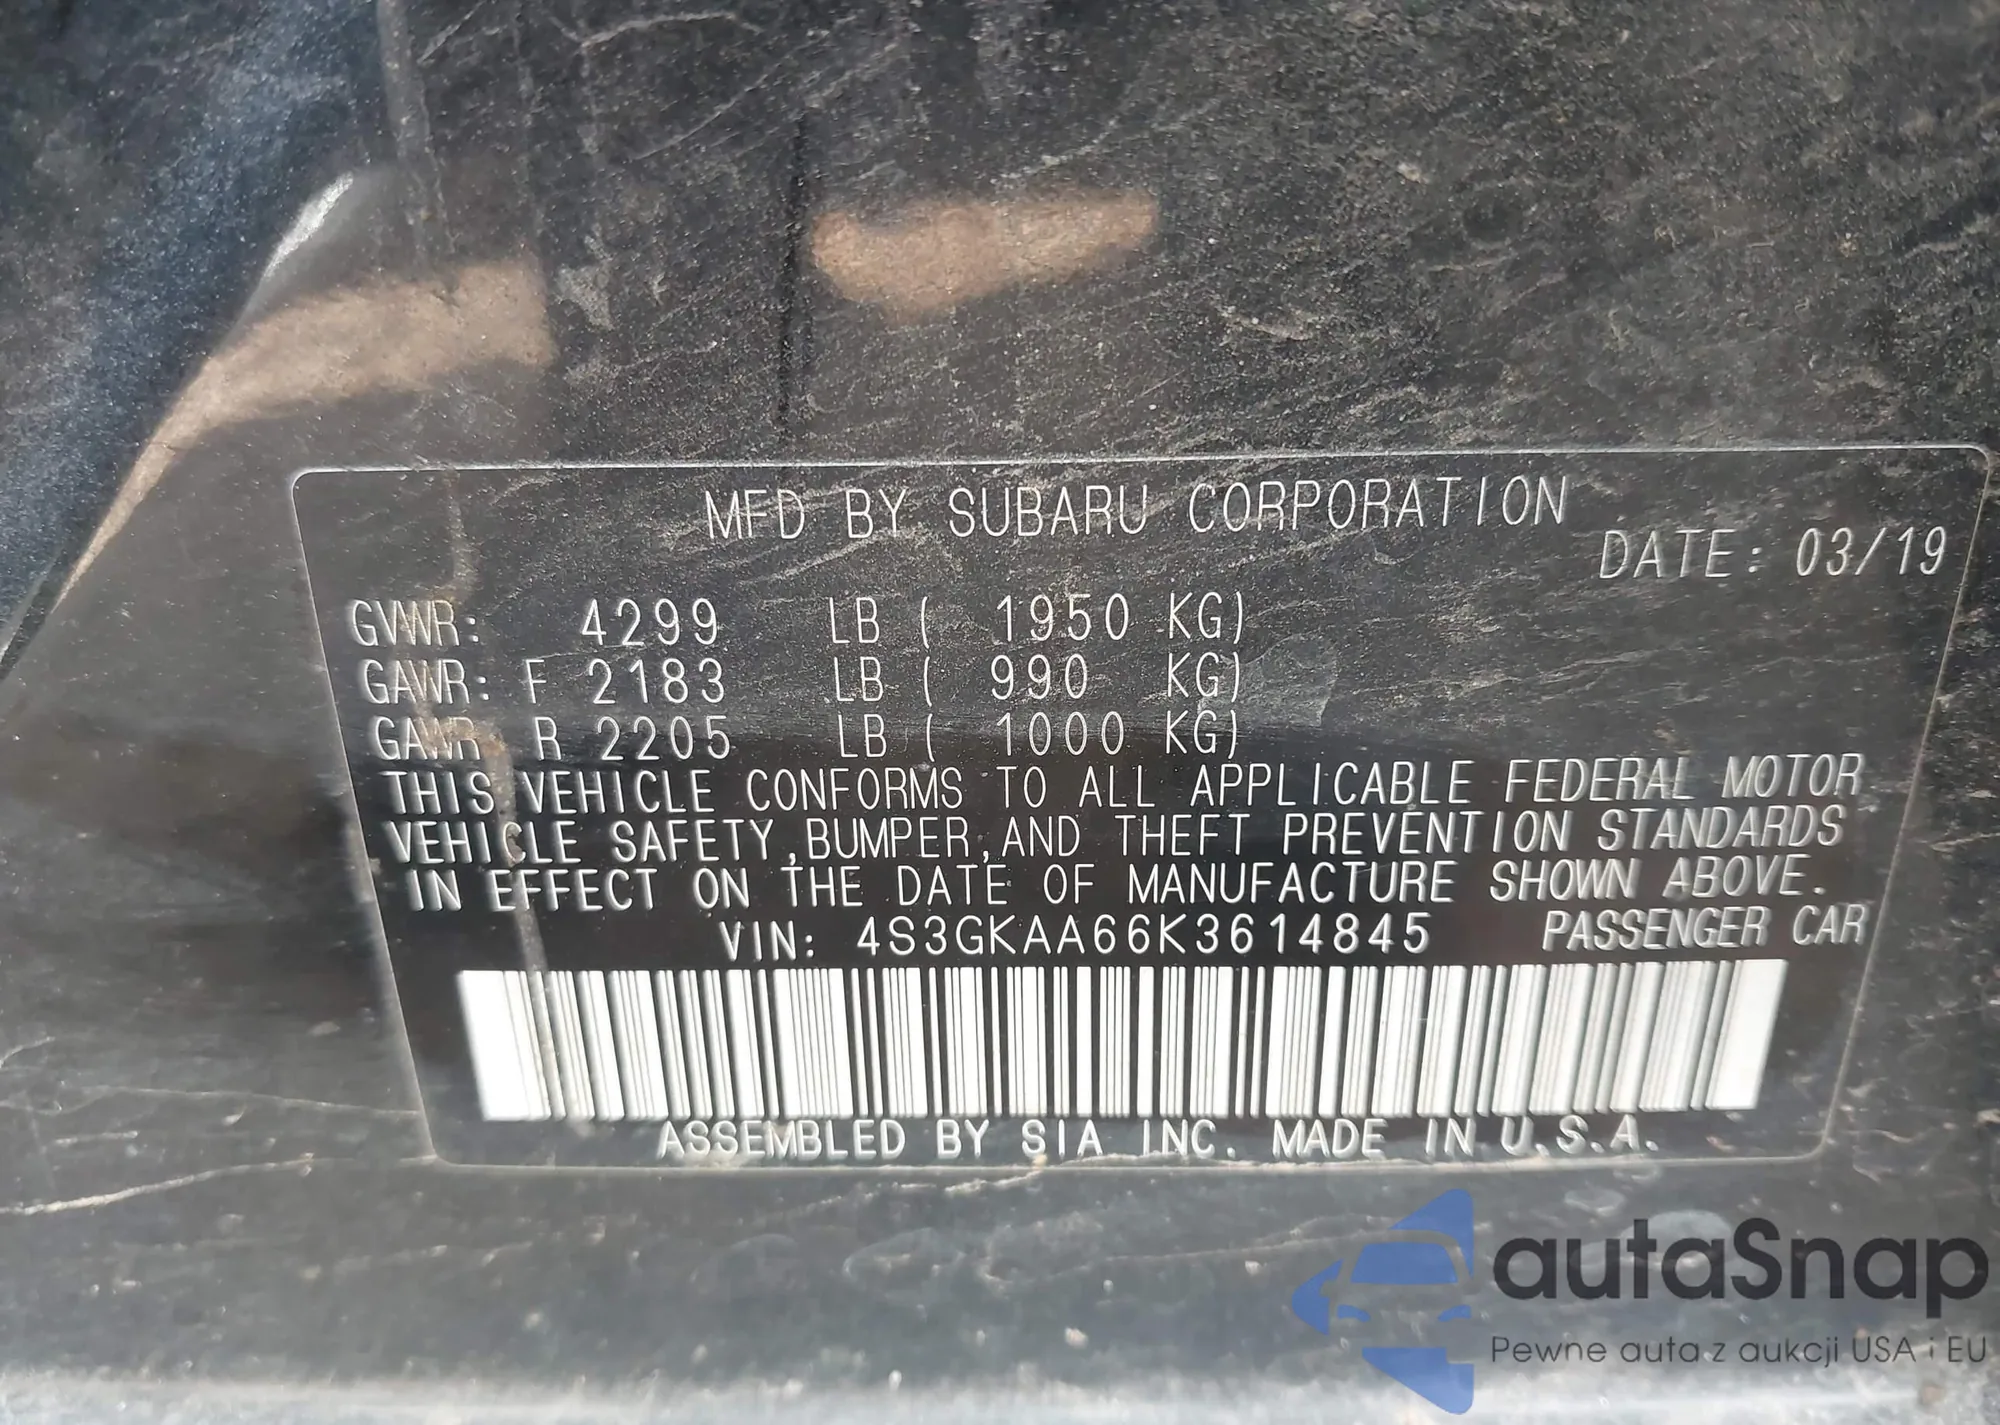 MFD BY SUBARU CORPORATION
DATE: 03/19
GVWR: 4299 LB ( 1950 KG)
GAWR: F 2183 LB ( 990 KG)
GAWR: R 2205 LB ( 1000 KG)
THIS VEHICLE CONFORMS TO ALL APPLICABLE FEDERAL MOTOR
VEHICLE SAFETY,BUMPER,AND THEFT PREVENTION STANDARDS
IN EFFECT ON THE DATE OF MANUFACTURE SHOWN ABOVE.
VIN: 4S3GKAA66K3614845 PASSENGER CAR
ASSEMBLED BY SIA INC. MADE IN U.S.A.
autaSnap
Pewne auta z aukcji USA i EU